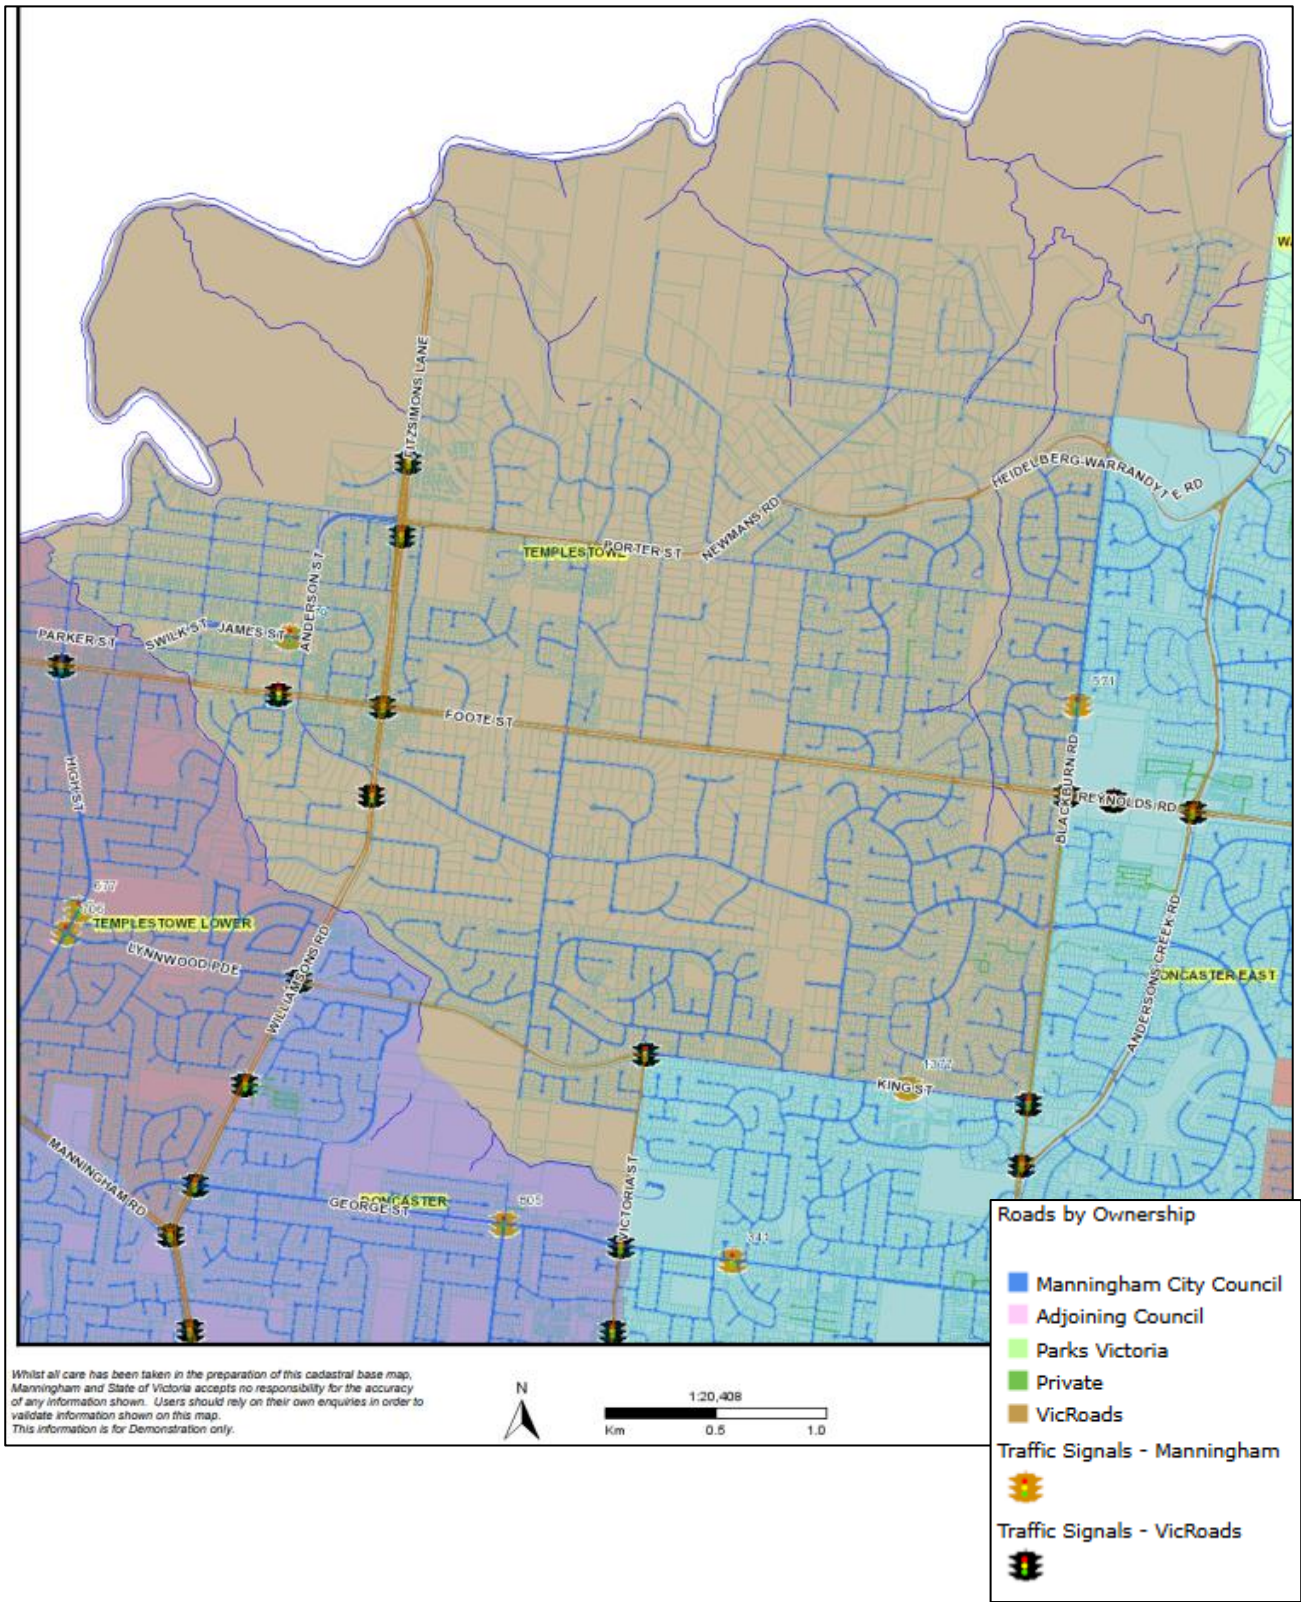 WA
FITZSIMONS LANE
HEIDELBERG-WARRANDYTE RD
NEWMANS RD
PORTER ST
TEMPLESTOWE
ANDERSON ST
JAMES ST
SWILK ST
PARKER ST
571
FOOTE ST
HIGH ST
BLACKBURN RD
REYNOLDS RD
677
TEMPLESTOWE LOWER
LYNNWOOD PDE
WILLIAMSONS RD
ANDERSONS CREEK RD
ONCASTER EAST
1377
KING ST
MANNINGHAM RD
GEORGE ST
DONCASTER
605
VICTORIA ST
341
Roads by Ownership
Manningham City Council
Adjoining Council
Parks Victoria
Private
VicRoads
Traffic Signals - Manningham
Traffic Signals - VicRoads
Whilst all care has been taken in the preparation of this cadastral base map,
Manningham and State of Victoria accepts no responsibility for the accuracy
of any information shown. Users should rely on their own enquiries in order to
validate information shown on this map.
This information is for Demonstration only.
N
1:20,408
Km 0.5 1.0